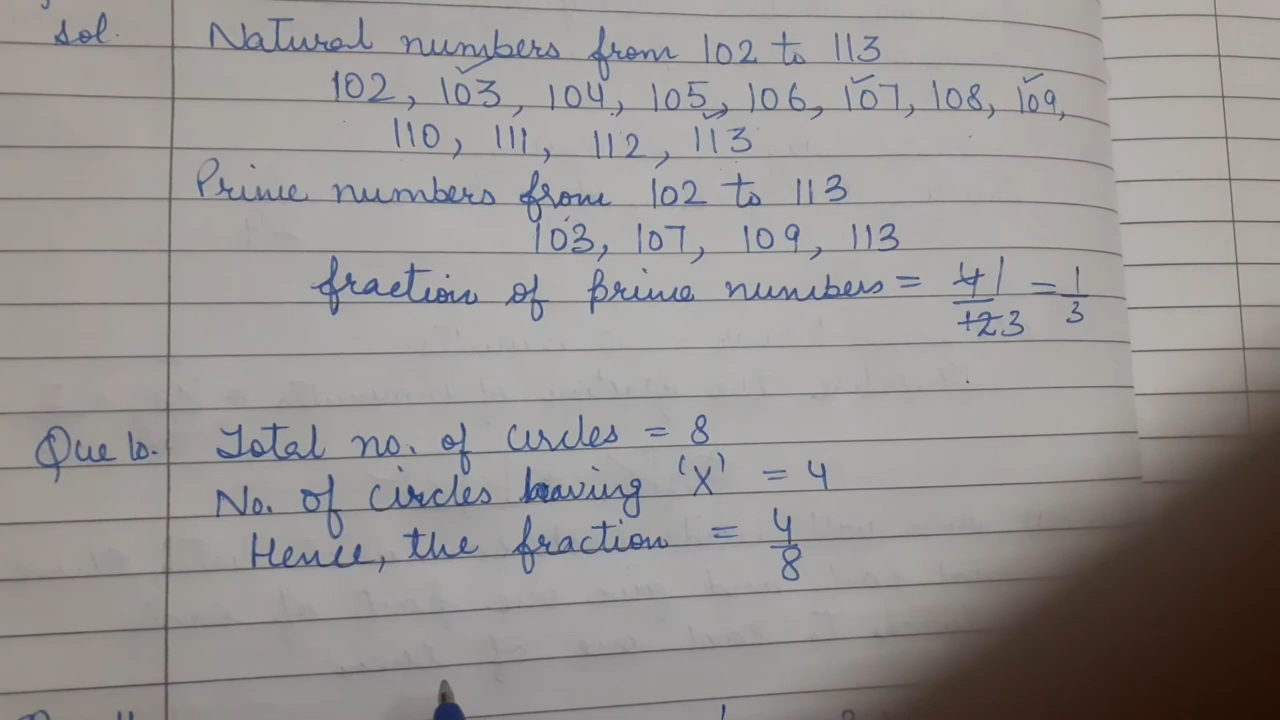 Sol. Natural numbers from 102 to 113
102, 103, 104, 105, 106, 107, 108, 109,
110, 111, 112, 113
Prime numbers from 102 to 113
103, 107, 109, 113
fraction of prime numbers = 4 1 / 12 3 = 1/3
Que 10. Total no. of circles = 8
No. of circles having 'X' = 4
Hence, the fraction = 4/8